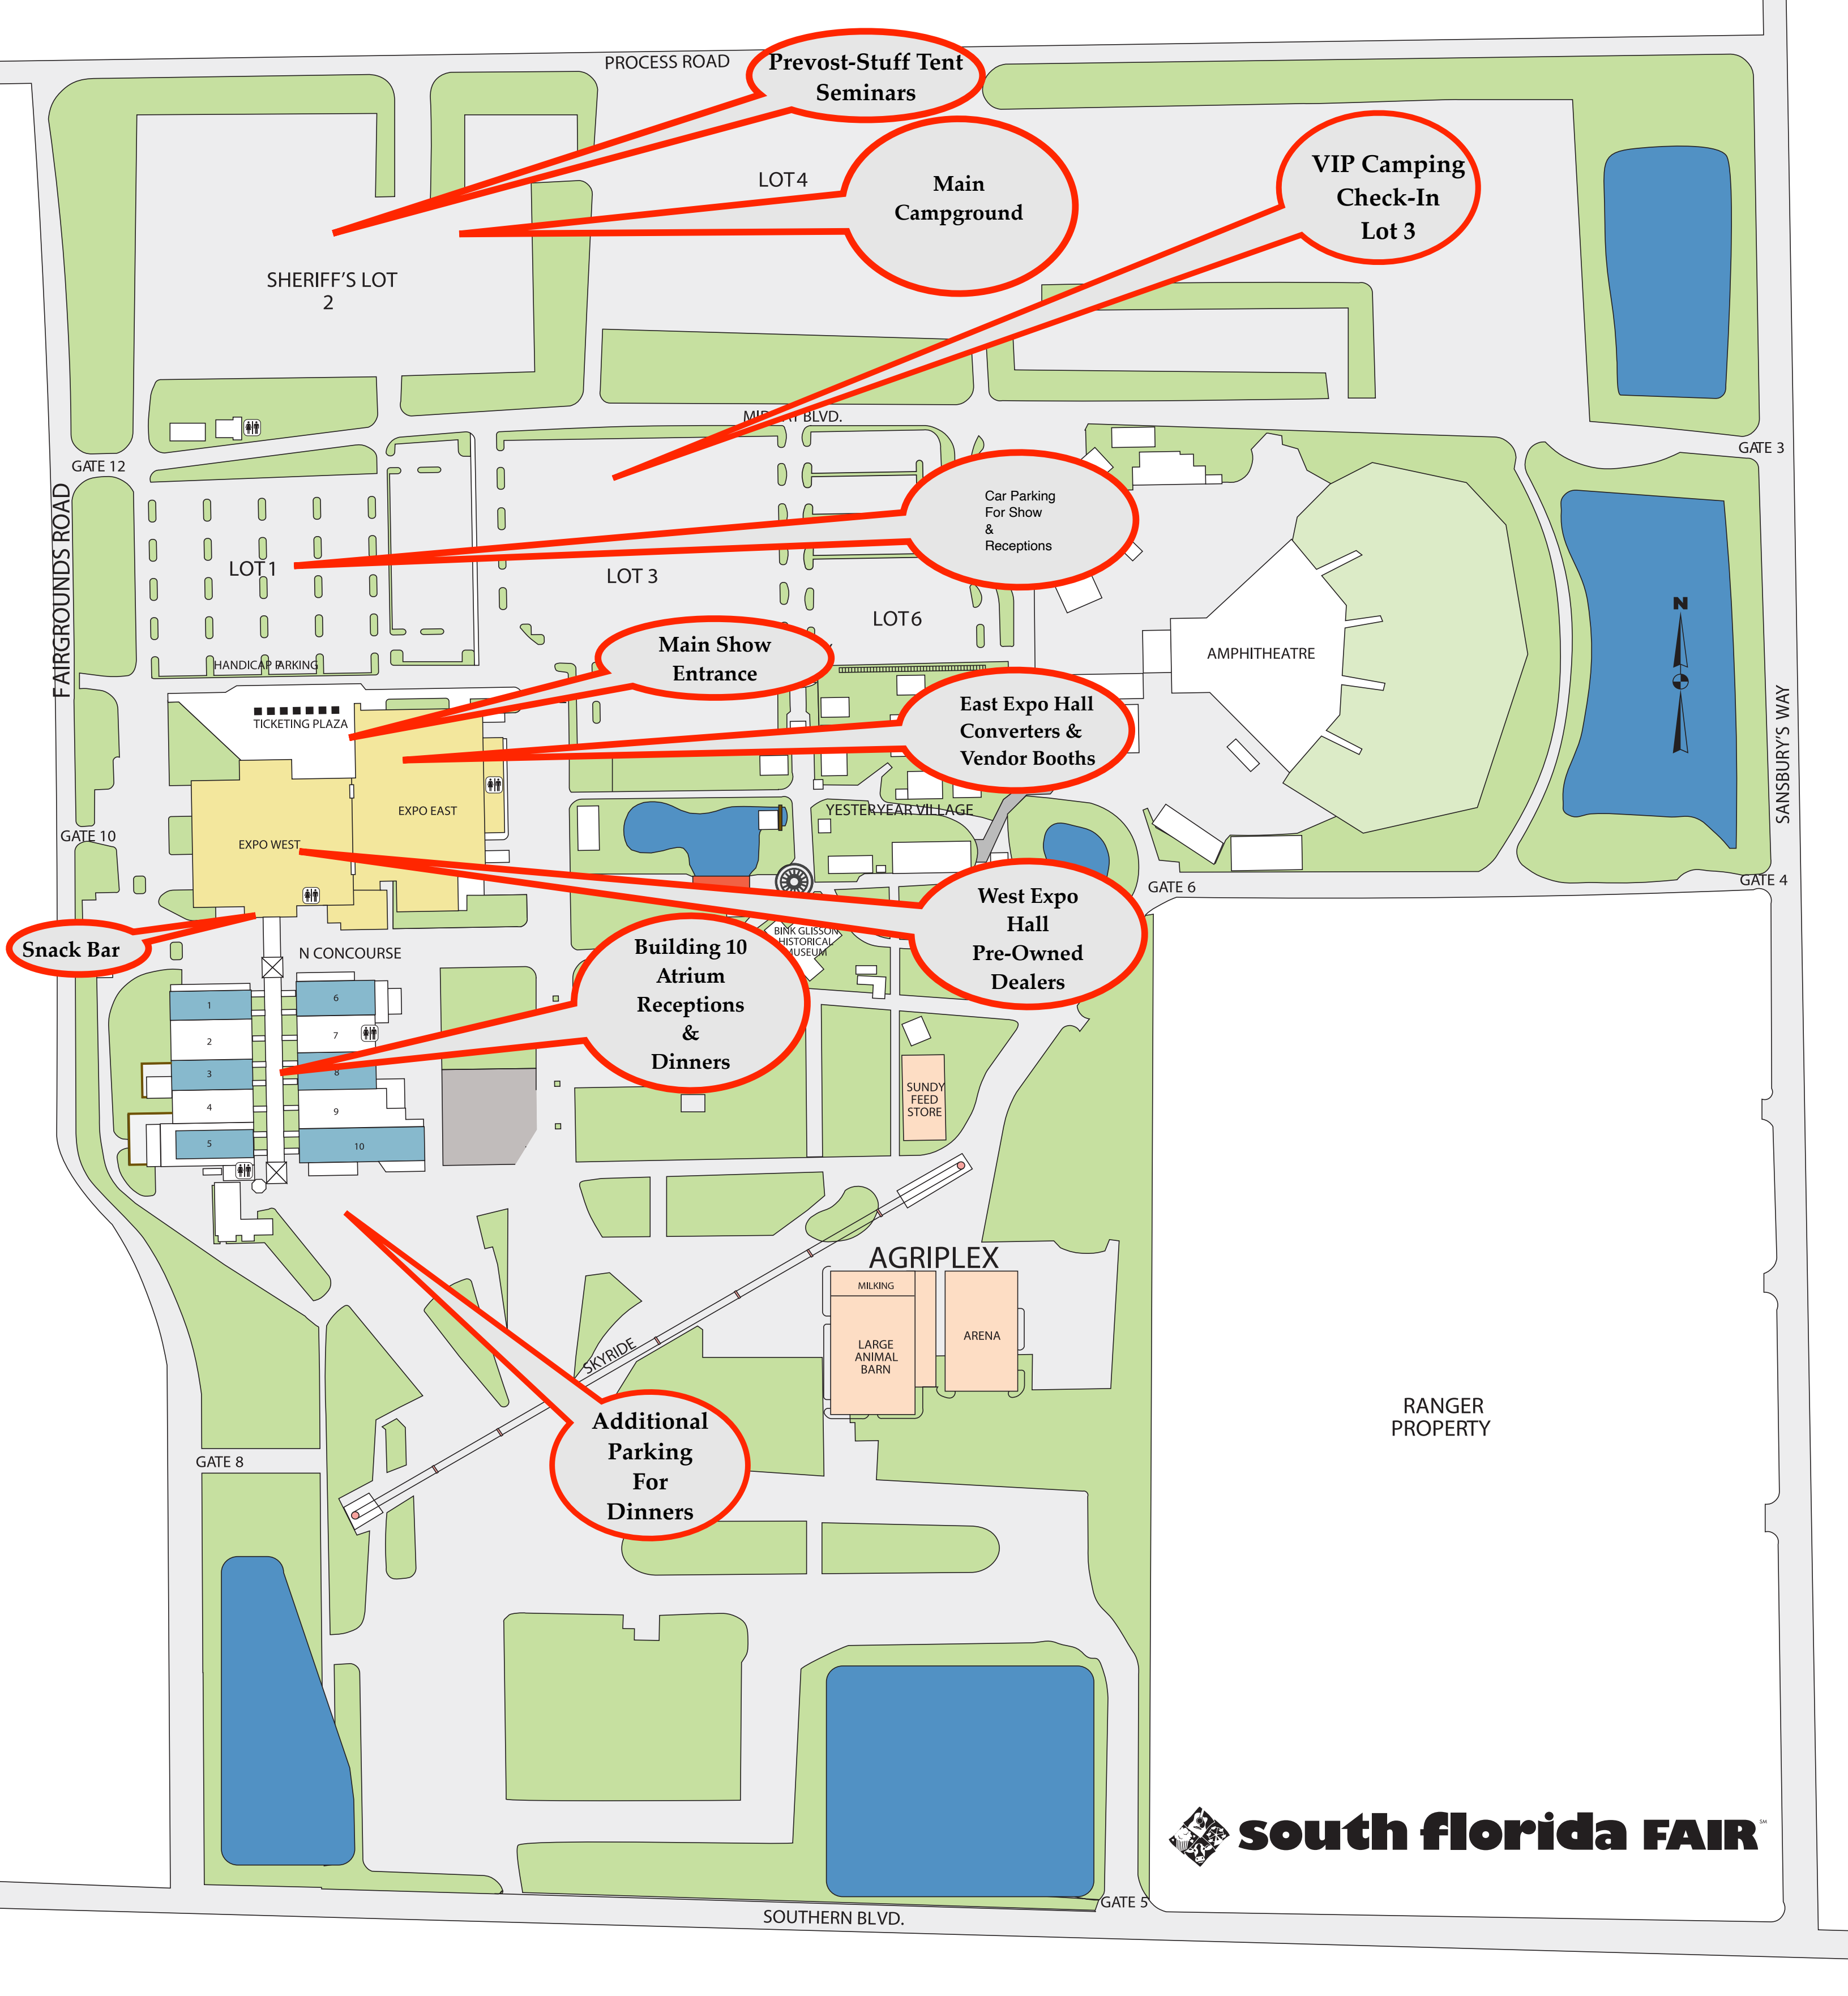 PROCESS ROAD
Prevost-Stuff Tent
Seminars
LOT 4
Main
Campground
VIP Camping
Check-In
Lot 3
SHERIFF'S LOT
2
BLVD.
GATE 12
GATE 3
FAIRGROUNDS ROAD
Car Parking
For Show
&
Receptions
LOT 1
LOT 3
LOT 6
N
AMPHITHEATRE
HANDICAP PARKING
Main Show
Entrance
TICKETING PLAZA
East Expo Hall
Converters &
Vendor Booths
SANSBURY'S WAY
EXPO EAST
YESTERYEAR VILLAGE
GATE 10
EXPO WEST
GATE 6
GATE 4
West Expo
Hall
Pre-Owned
Dealers
Snack Bar
N CONCOURSE
BINK GLISSON
HISTORICAL
MUSEUM
Building 10
Atrium
Receptions
&
Dinners
1
6
2
7
3
8
4
9
5
10
SUNDY
FEED
STORE
AGRIPLEX
MILKING
LARGE
ANIMAL
BARN
ARENA
SKYRIDE
Additional
Parking
For
Dinners
RANGER
PROPERTY
GATE 8
south florida FAIR
SM
GATE 5
SOUTHERN BLVD.